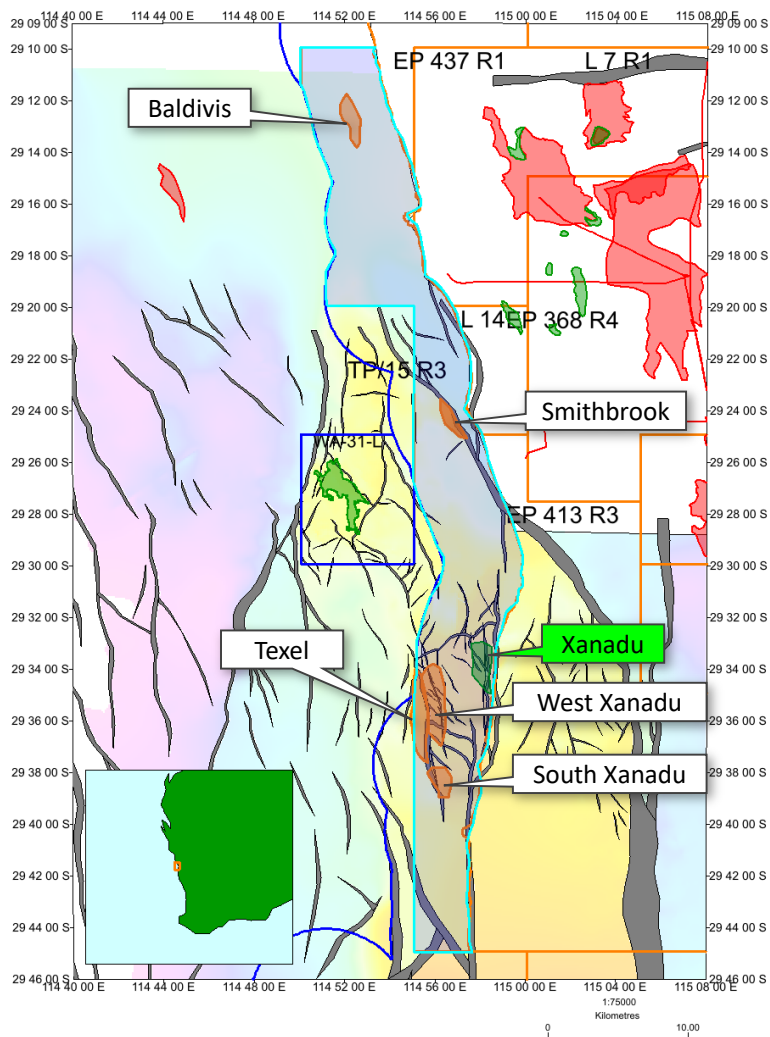 114 40 00 E 114 44 00 E 114 48 00 E 114 52 00 E 114 56 00 E 115 00 00 E 115 04 00 E 115 08 00 E
29 09 00 S 29 09 00 S
29 10 00 S 29 10 00 S
EP 437 R1 L 7 R1
29 12 00 S 29 12 00 S
Baldivis
29 14 00 S 29 14 00 S
29 16 00 S 29 16 00 S
29 18 00 S 29 18 00 S
29 20 00 S 29 20 00 S
L 14 EP 368 R4
29 22 00 S 29 22 00 S
TP/15 R3
29 24 00 S 29 24 00 S
Smithbrook
WA-31-L
29 26 00 S 29 26 00 S
29 28 00 S 29 28 00 S
EP 413 R3
29 30 00 S 29 30 00 S
29 32 00 S 29 32 00 S
Texel Xanadu
29 34 00 S 29 34 00 S
West Xanadu
29 36 00 S 29 36 00 S
29 38 00 S 29 38 00 S
South Xanadu
29 40 00 S 29 40 00 S
29 42 00 S 29 42 00 S
29 44 00 S 29 44 00 S
29 46 00 S 29 46 00 S
114 40 00 E 114 44 00 E 114 48 00 E 114 52 00 E 114 56 00 E 115 00 00 E 115 04 00 E 115 08 00 E
1:75000
Kilometres
0 10.00